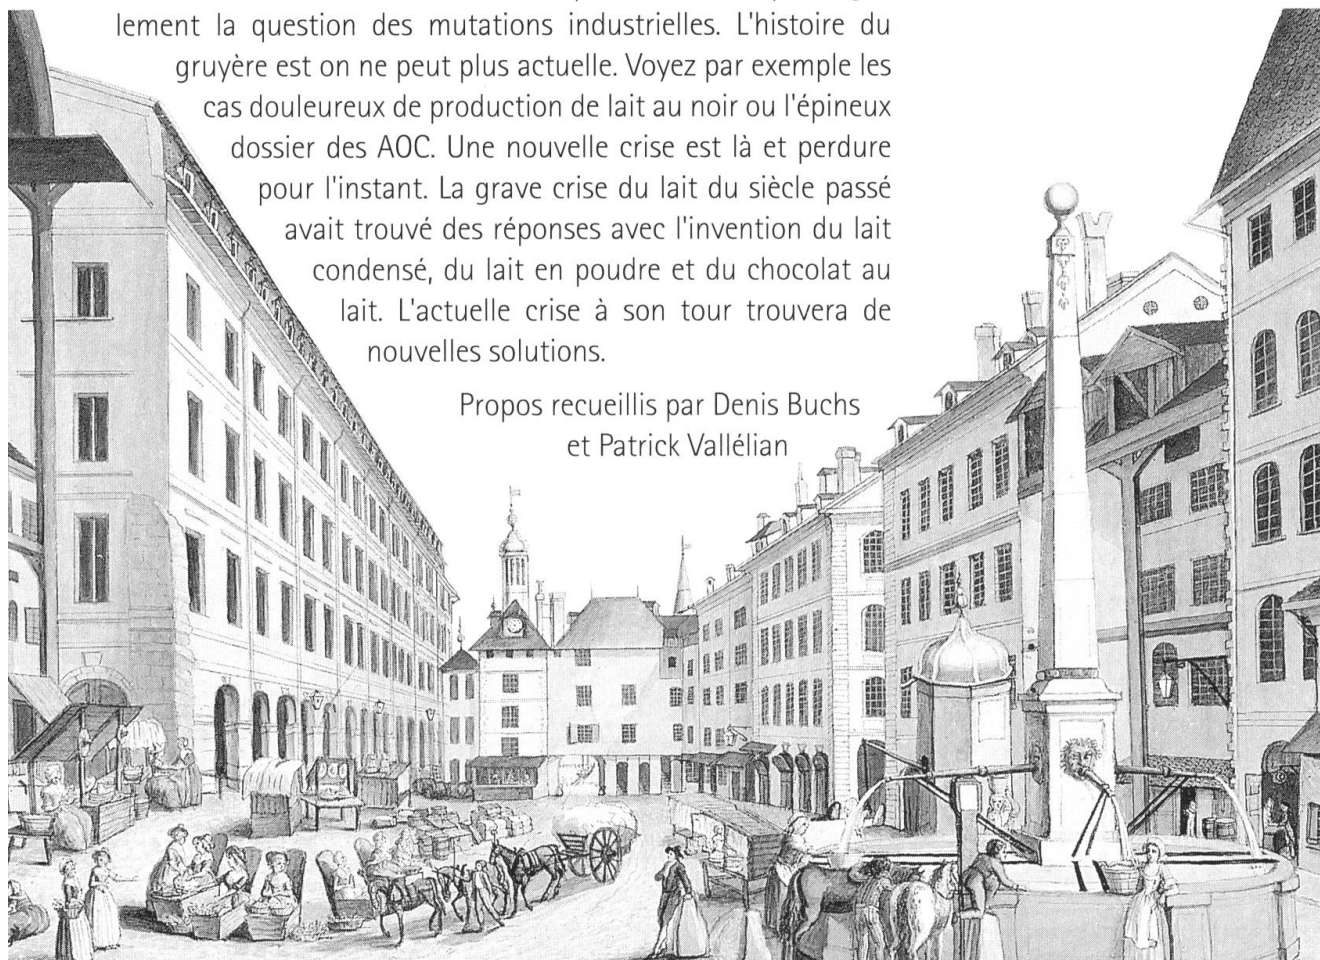 lement la question des mutations industrielles. L'histoire du
gruyère est on ne peut plus actuelle. Voyez par exemple les
cas douleureux de production de lait au noir ou l'épineux
dossier des AOC. Une nouvelle crise est là et perdure
pour l'instant. La grave crise du lait du siècle passé
avait trouvé des réponses avec l'invention du lait
condensé, du lait en poudre et du chocolat au
lait. L'actuelle crise à son tour trouvera de
nouvelles solutions.
Propos recueillis par Denis Buchs
et Patrick Vallélian